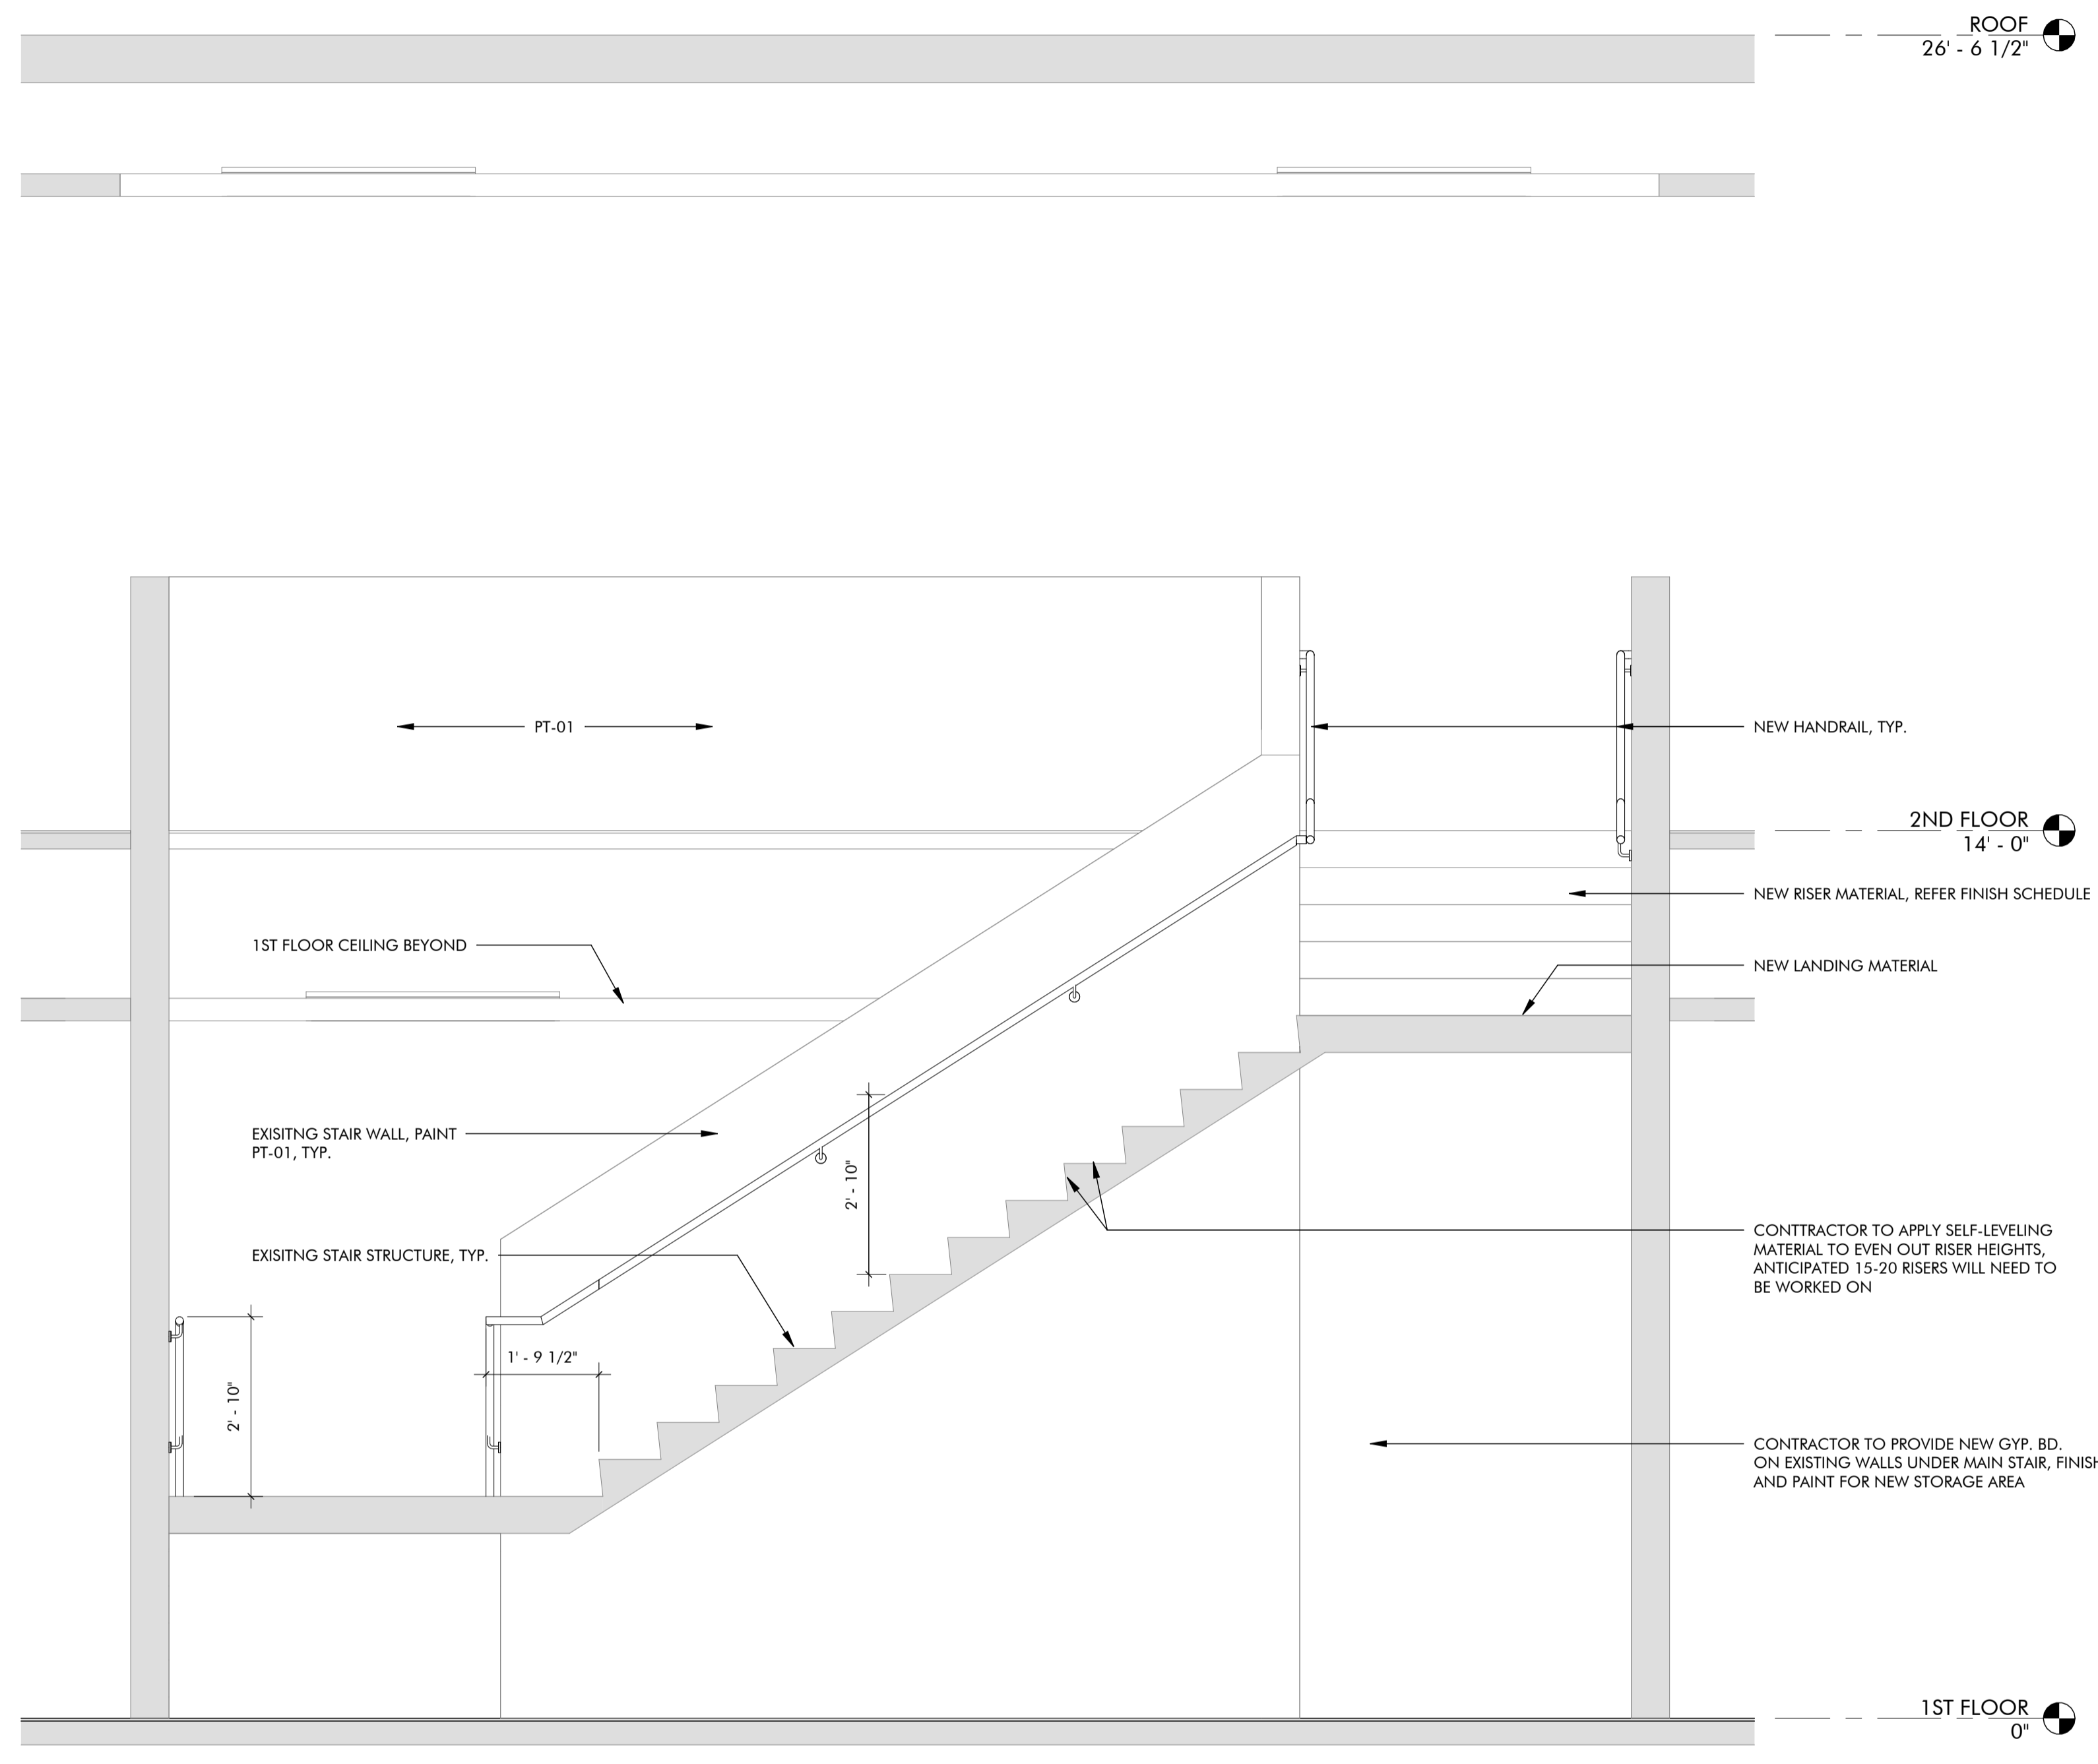 ROOF
26' - 6 1/2"
PT-01
NEW HANDRAIL, TYP.
2ND FLOOR
14' - 0"
NEW RISER MATERIAL, REFER FINISH SCHEDULE
1ST FLOOR CEILING BEYOND
NEW LANDING MATERIAL
EXISITNG STAIR WALL, PAINT
PT-01, TYP.
2' - 10"
EXISITNG STAIR STRUCTURE, TYP.
CONTTRACTOR TO APPLY SELF-LEVELING
MATERIAL TO EVEN OUT RISER HEIGHTS,
ANTICIPATED 15-20 RISERS WILL NEED TO
BE WORKED ON
1' - 9 1/2"
2' - 10"
CONTRACTOR TO PROVIDE NEW GYP. BD.
ON EXISTING WALLS UNDER MAIN STAIR, FINISH
AND PAINT FOR NEW STORAGE AREA
1ST FLOOR
0"